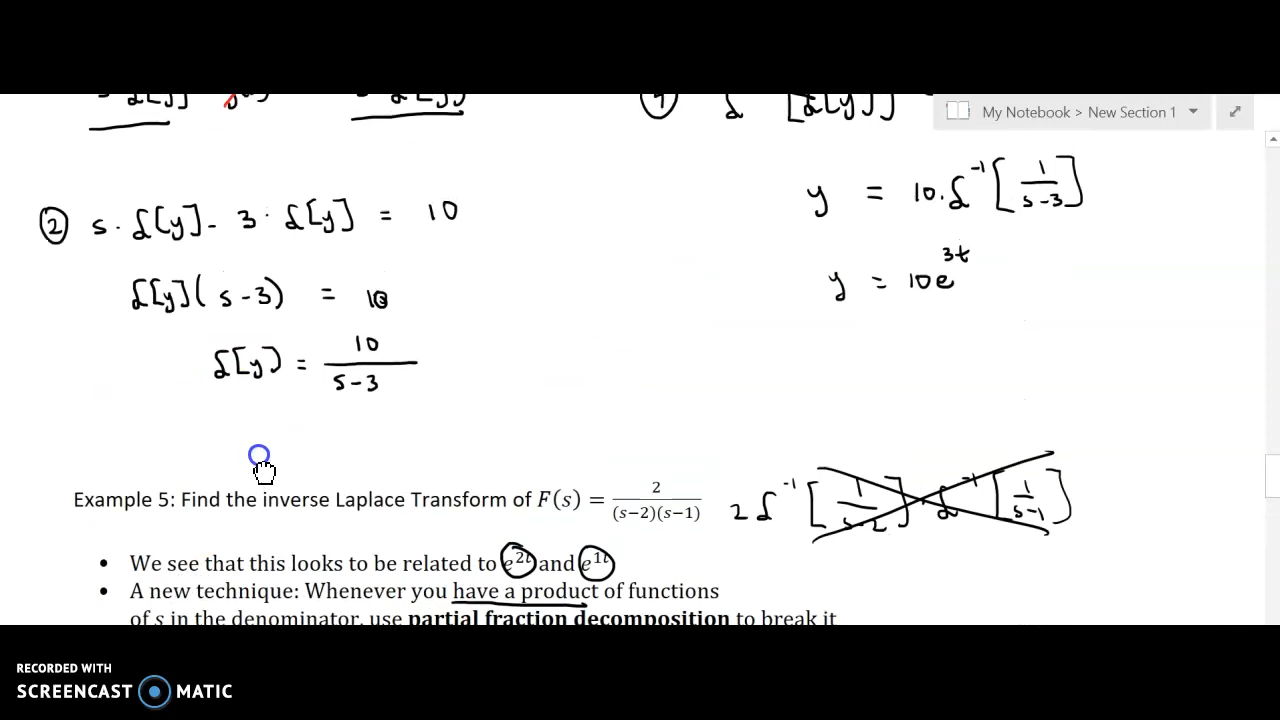 My Notebook > New Section 1
② s · ℒ[y] - 3 · ℒ[y] = 10
ℒ[y](s-3) = 10
ℒ[y] = 10/(s-3)
y = 10 · ℒ⁻¹[1/(s-3)]
y = 10e^{3t}
Example 5: Find the inverse Laplace Transform of F(s) = 2/((s-2)(s-1)) 2ℒ⁻¹[1/(s-2)] · ℒ⁻¹[1/(s-1)]
• We see that this looks to be related to e^{2t} and e^{1t}
• A new technique: Whenever you have a product of functions
of s in the denominator, use partial fraction decomposition to break it
RECORDED WITH
SCREENCAST MATIC